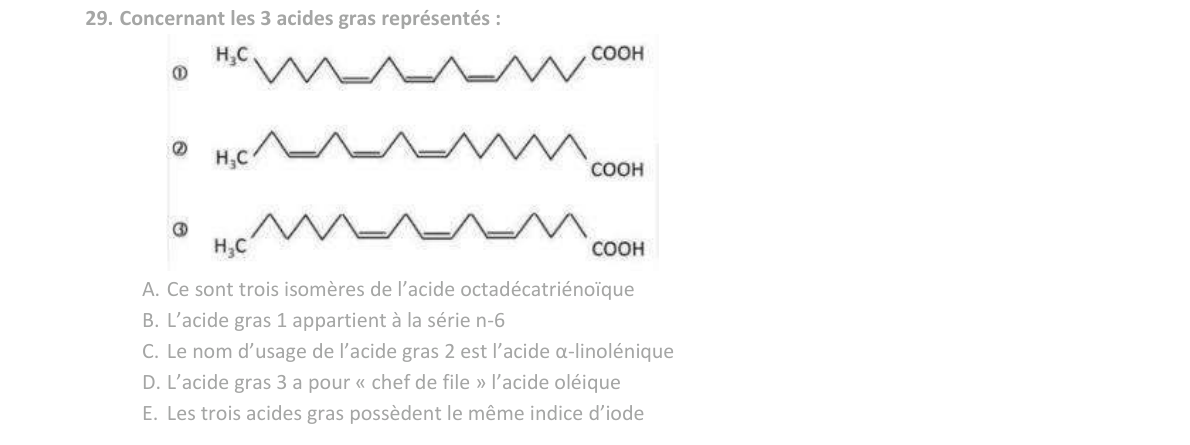 29. Concernant les 3 acides gras représentés :
① H₃C COOH
② H₃C COOH
③ H₃C COOH
A. Ce sont trois isomères de l’acide octadécatriénoïque
B. L’acide gras 1 appartient à la série n-6
C. Le nom d’usage de l’acide gras 2 est l’acide α-linolénique
D. L’acide gras 3 a pour « chef de file » l’acide oléique
E. Les trois acides gras possèdent le même indice d’iode